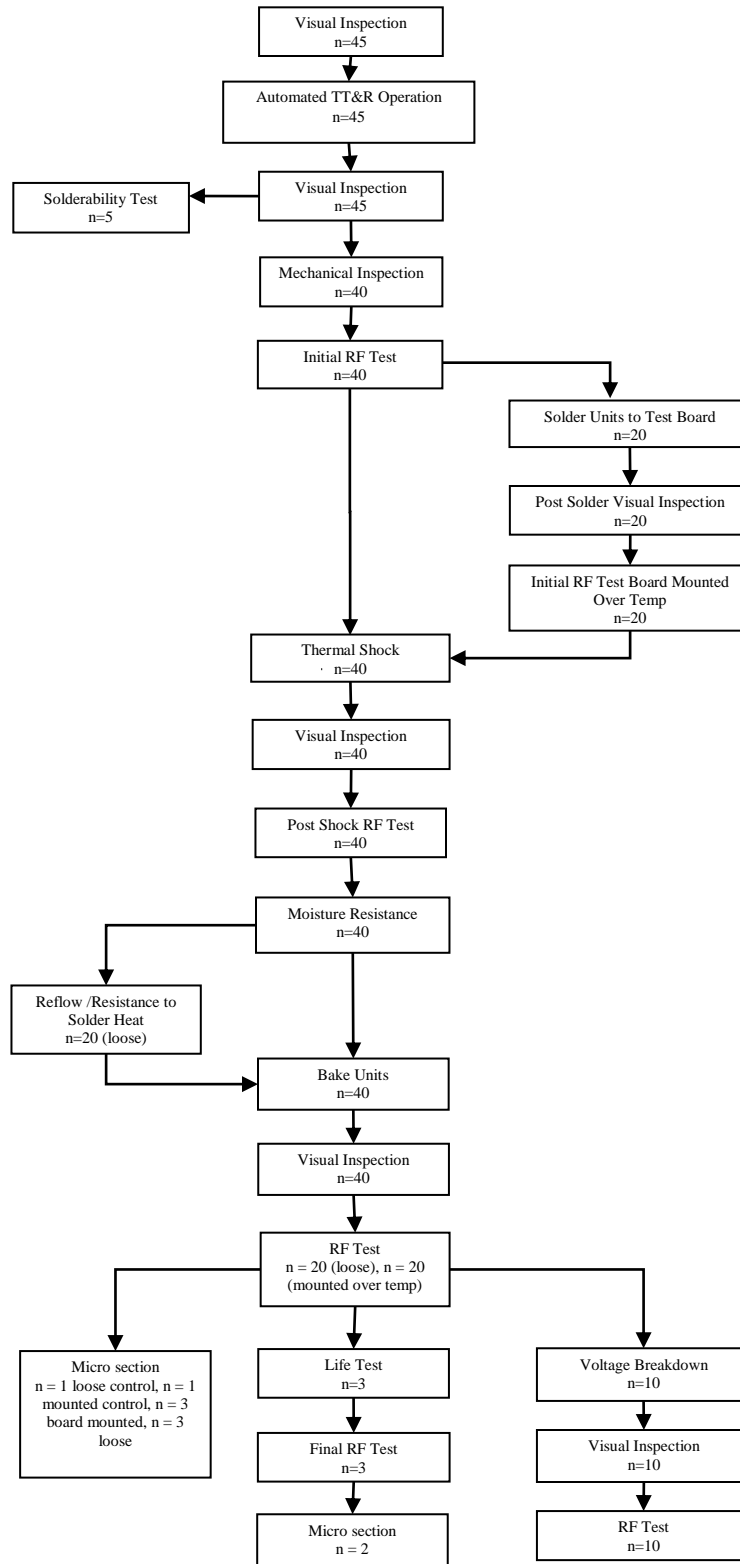 Visual Inspection
n=45
Automated TT&R Operation
n=45
Visual Inspection
n=45
Solderability Test
n=5
Mechanical Inspection
n=40
Initial RF Test
n=40
Solder Units to Test Board
n=20
Post Solder Visual Inspection
n=20
Initial RF Test Board Mounted
Over Temp
n=20
Thermal Shock
n=40
Visual Inspection
n=40
Post Shock RF Test
n=40
Moisture Resistance
n=40
Reflow /Resistance to
Solder Heat
n=20 (loose)
Bake Units
n=40
Visual Inspection
n=40
RF Test
n = 20 (loose), n = 20
(mounted over temp)
Micro section
n = 1 loose control, n = 1
mounted control, n = 3
board mounted, n = 3
loose
Life Test
n=3
Voltage Breakdown
n=10
Final RF Test
n=3
Visual Inspection
n=10
Micro section
n = 2
RF Test
n=10